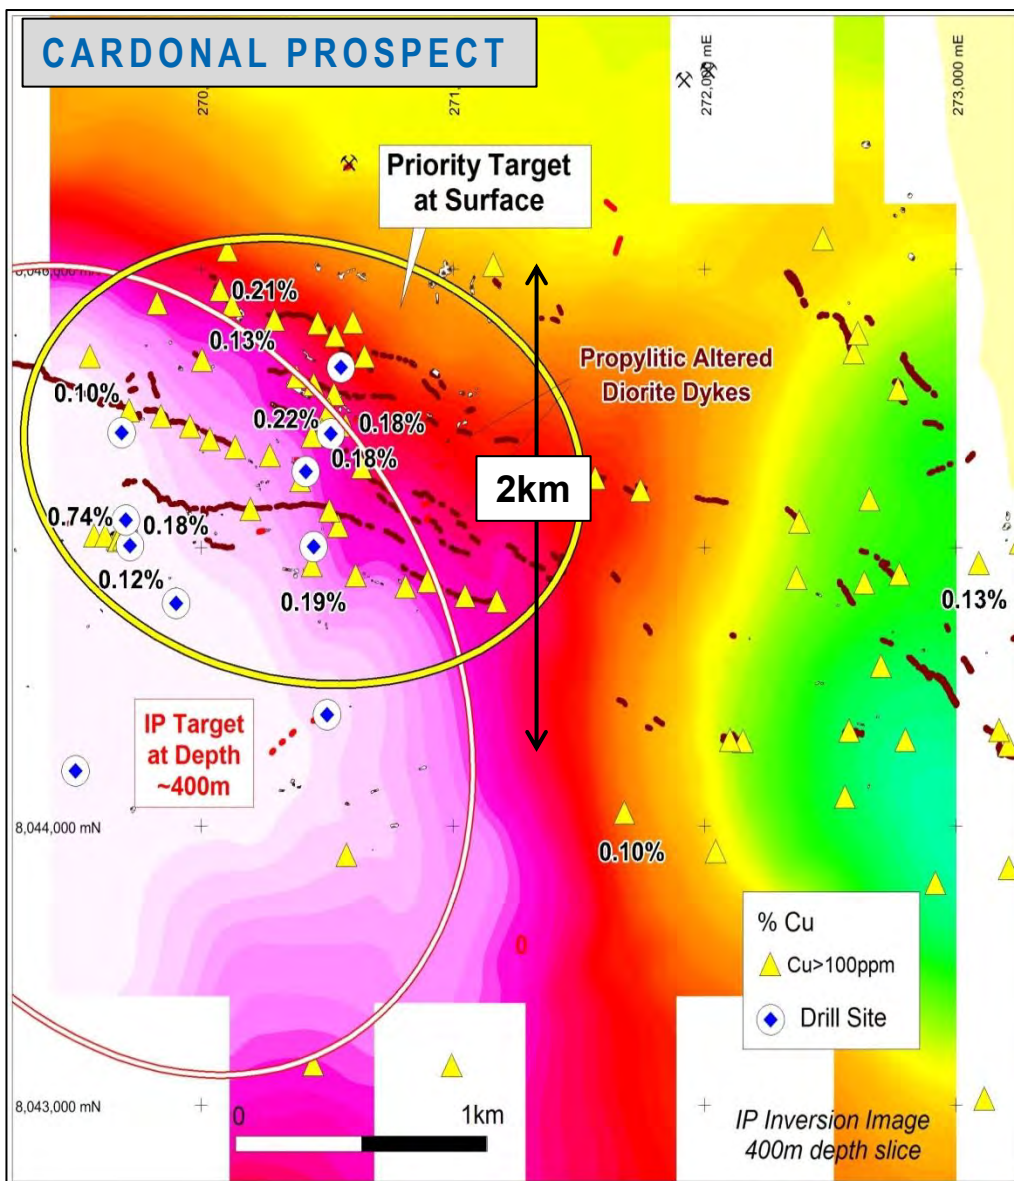 CARDONAL PROSPECT
270,
271,
272,000 mE
273,000 mE
Priority Target
at Surface
0.21%
0.13%
Propylitic Altered
Diorite Dykes
0.10%
0.22%
0.18%
0.18%
2km
0.74%
0.18%
0.12%
0.19%
0.13%
IP Target
at Depth
~400m
8,044,000 mN
0.10%
% Cu
Cu>100ppm
Drill Site
0
8,043,000 mN
0
1km
IP Inversion Image
400m depth slice